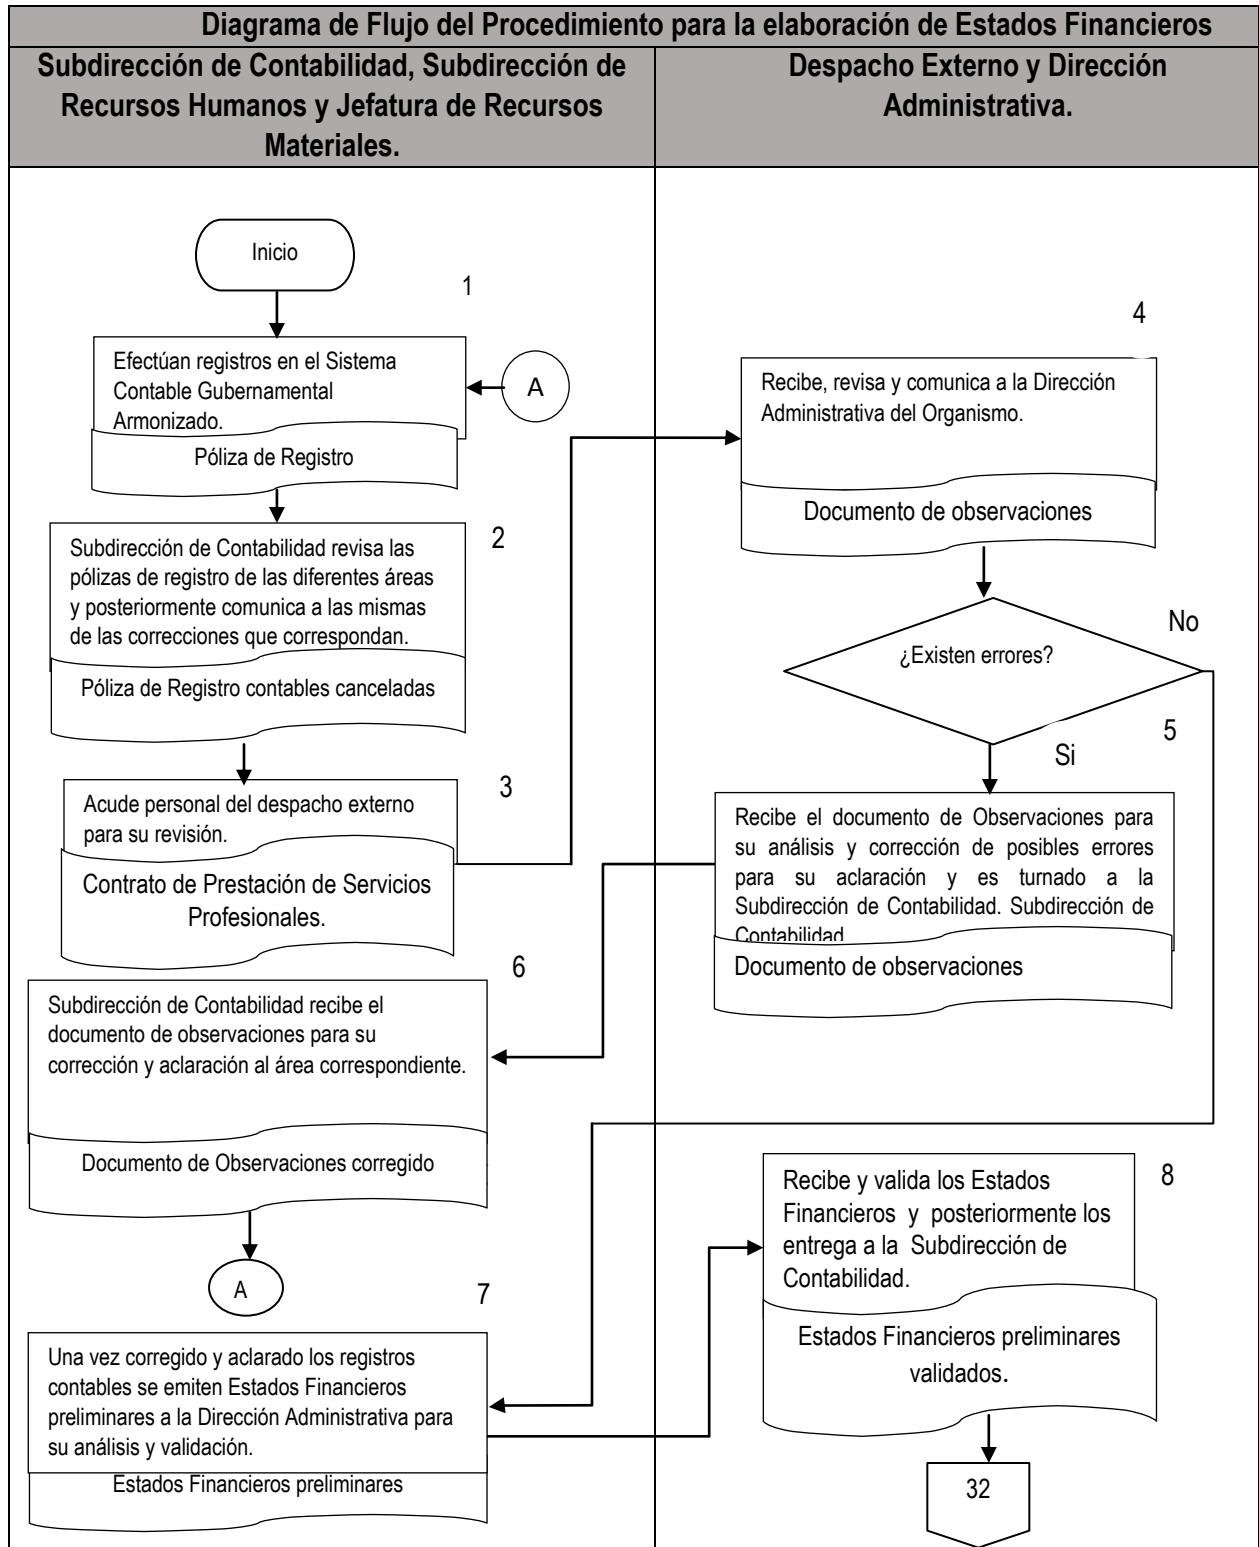 Diagrama de Flujo del Procedimiento para la elaboración de Estados Financieros
Subdirección de Contabilidad, Subdirección de
Recursos Humanos y Jefatura de Recursos
Materiales.
Despacho Externo y Dirección
Administrativa.
Inicio
1
Efectúan registros en el Sistema
Contable Gubernamental
Armonizado.
A
Póliza de Registro
2
Subdirección de Contabilidad revisa las
pólizas de registro de las diferentes áreas
y posteriormente comunica a las mismas
de las correcciones que correspondan.
Póliza de Registro contables canceladas
3
Acude personal del despacho externo
para su revisión.
Contrato de Prestación de Servicios
Profesionales.
4
Recibe, revisa y comunica a la Dirección
Administrativa del Organismo.
Documento de observaciones
¿Existen errores?
No
Si
5
Recibe el documento de Observaciones para
su análisis y corrección de posibles errores
para su aclaración y es turnado a la
Subdirección de Contabilidad. Subdirección de
Contabilidad
Documento de observaciones
6
Subdirección de Contabilidad recibe el
documento de observaciones para su
corrección y aclaración al área correspondiente.
Documento de Observaciones corregido
A
7
Una vez corregido y aclarado los registros
contables se emiten Estados Financieros
preliminares a la Dirección Administrativa para
su análisis y validación.
Estados Financieros preliminares
8
Recibe y valida los Estados
Financieros y posteriormente los
entrega a la Subdirección de
Contabilidad.
Estados Financieros preliminares
validados.
32